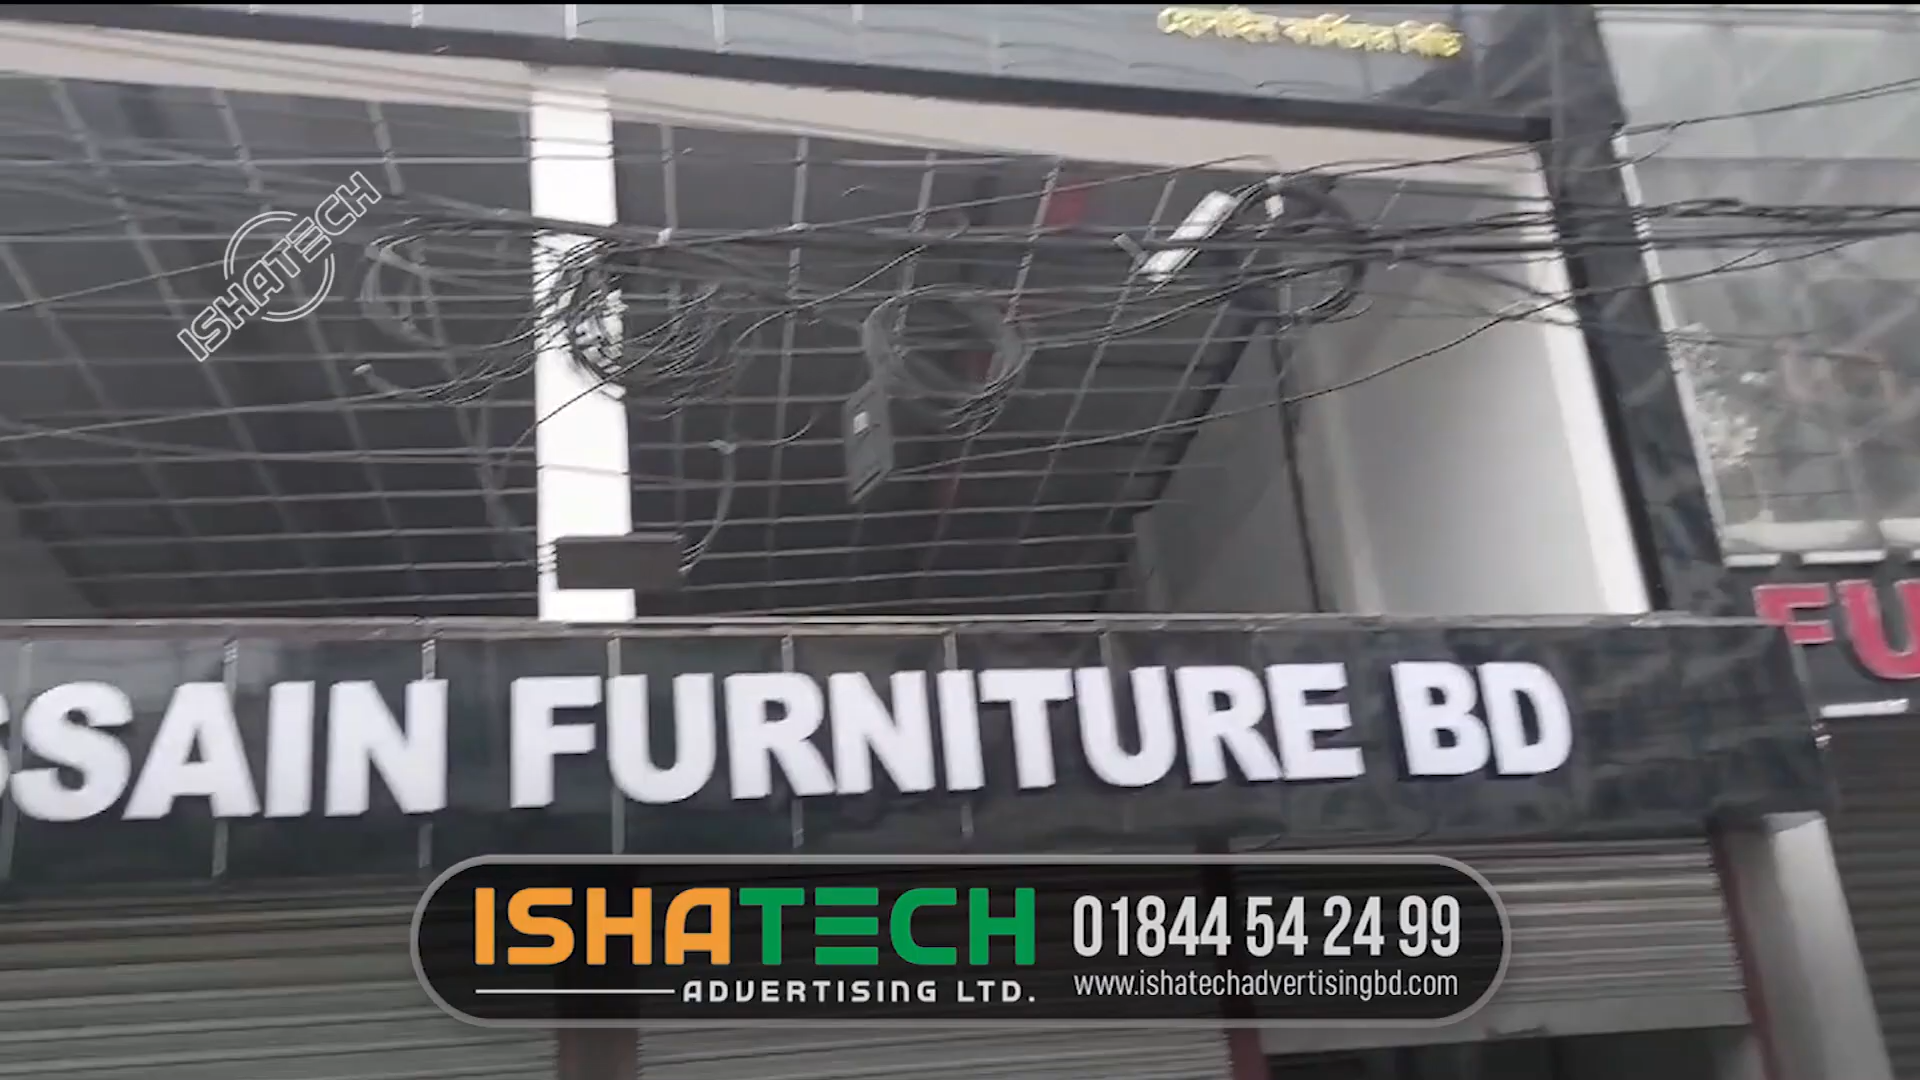 ISHATECH
FU
SSAIN FURNITURE BD
ISHATECH
ADVERTISING LTD.
01844 54 24 99
www.ishatechadvertisingbd.com